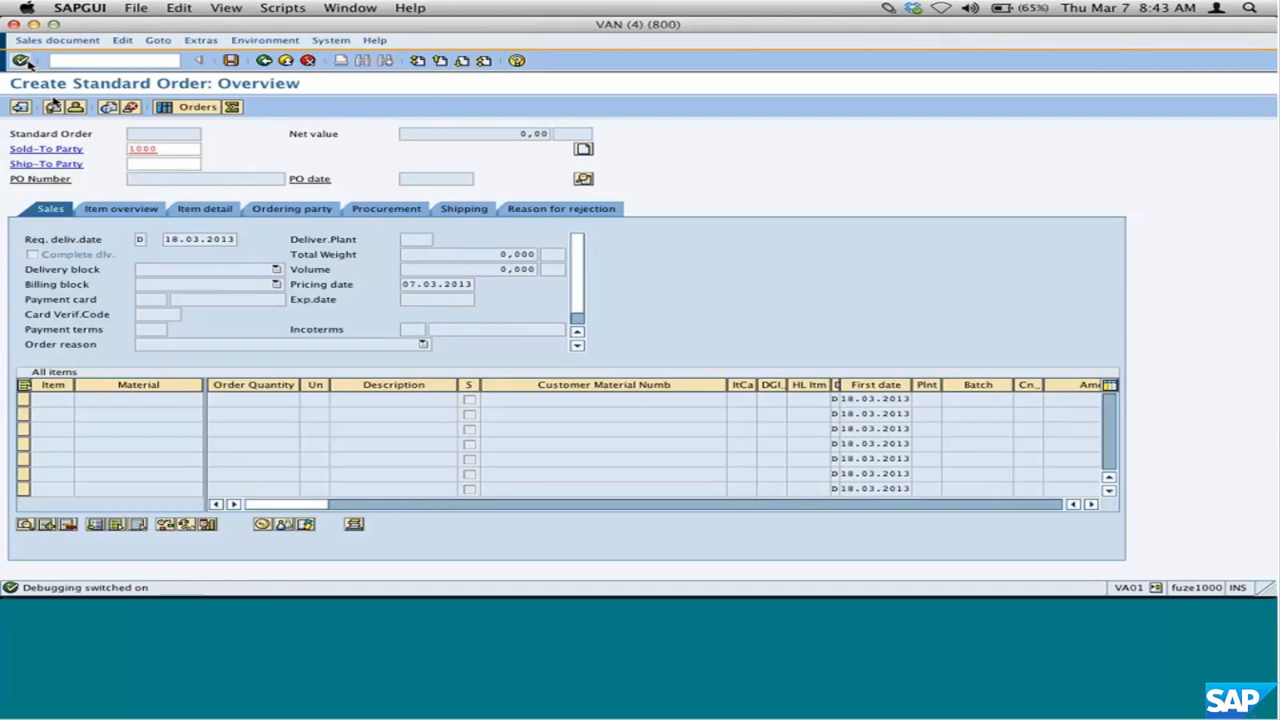 SAPGUI File Edit View Scripts Window Help (65%) Thu Mar 7 8:43 AM
VAN (4) (800)
Sales document Edit Goto Extras Environment System Help
Create Standard Order: Overview
Orders
Standard Order Net value 0,00
Sold-To Party 1000
Ship-To Party
PO Number PO date
Sales Item overview Item detail Ordering party Procurement Shipping Reason for rejection
Req. deliv.date D 18.03.2013 Deliver.Plant
Complete dlv. Total Weight 0,000
Delivery block Volume 0,000
Billing block Pricing date 07.03.2013
Payment card Exp.date
Card Verif.Code
Payment terms Incoterms
Order reason
All items
Item Material Order Quantity Un Description S Customer Material Numb ItCa DGI. HL Itm D First date Plnt Batch Cn.. Am
D 18.03.2013
D 18.03.2013
D 18.03.2013
D 18.03.2013
D 18.03.2013
D 18.03.2013
D 18.03.2013
Debugging switched on VA01 fuze1000 INS
SAP